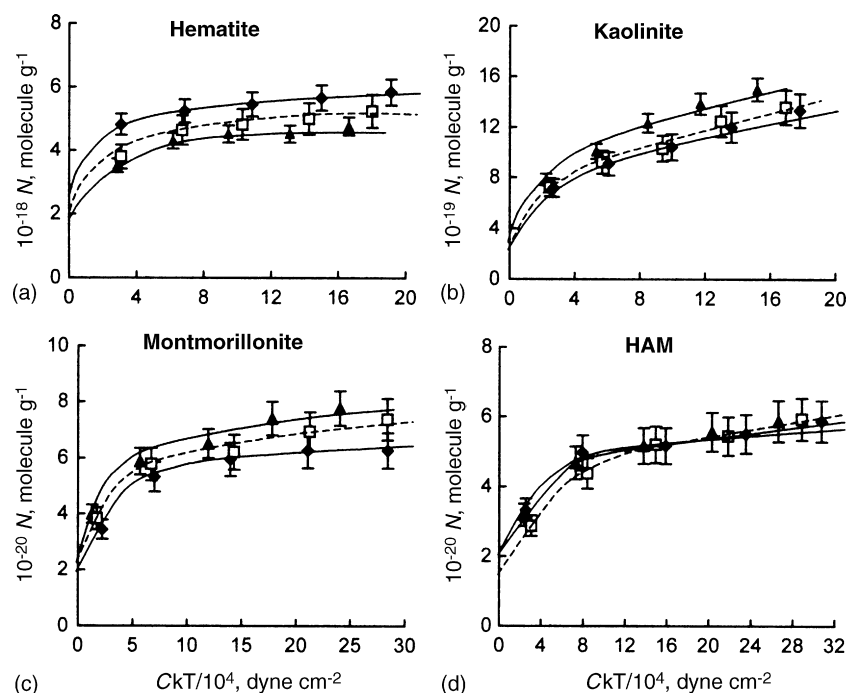 Hematite
10-18 N, molecule g-1
8
6
4
2
0
0 4 8 12 16 20
(a)
Kaolinite
10-19 N, molecule g-1
20
16
12
8
4
0
0 4 8 12 16 20
(b)
Montmorillonite
10-20 N, molecule g-1
10
8
6
4
2
0
0 5 10 15 20 25 30
(c)
CkT/104, dyne cm-2
HAM
10-20 N, molecule g-1
8
6
4
2
0
0 4 8 12 16 20 24 28 32
(d)
CkT/104, dyne cm-2